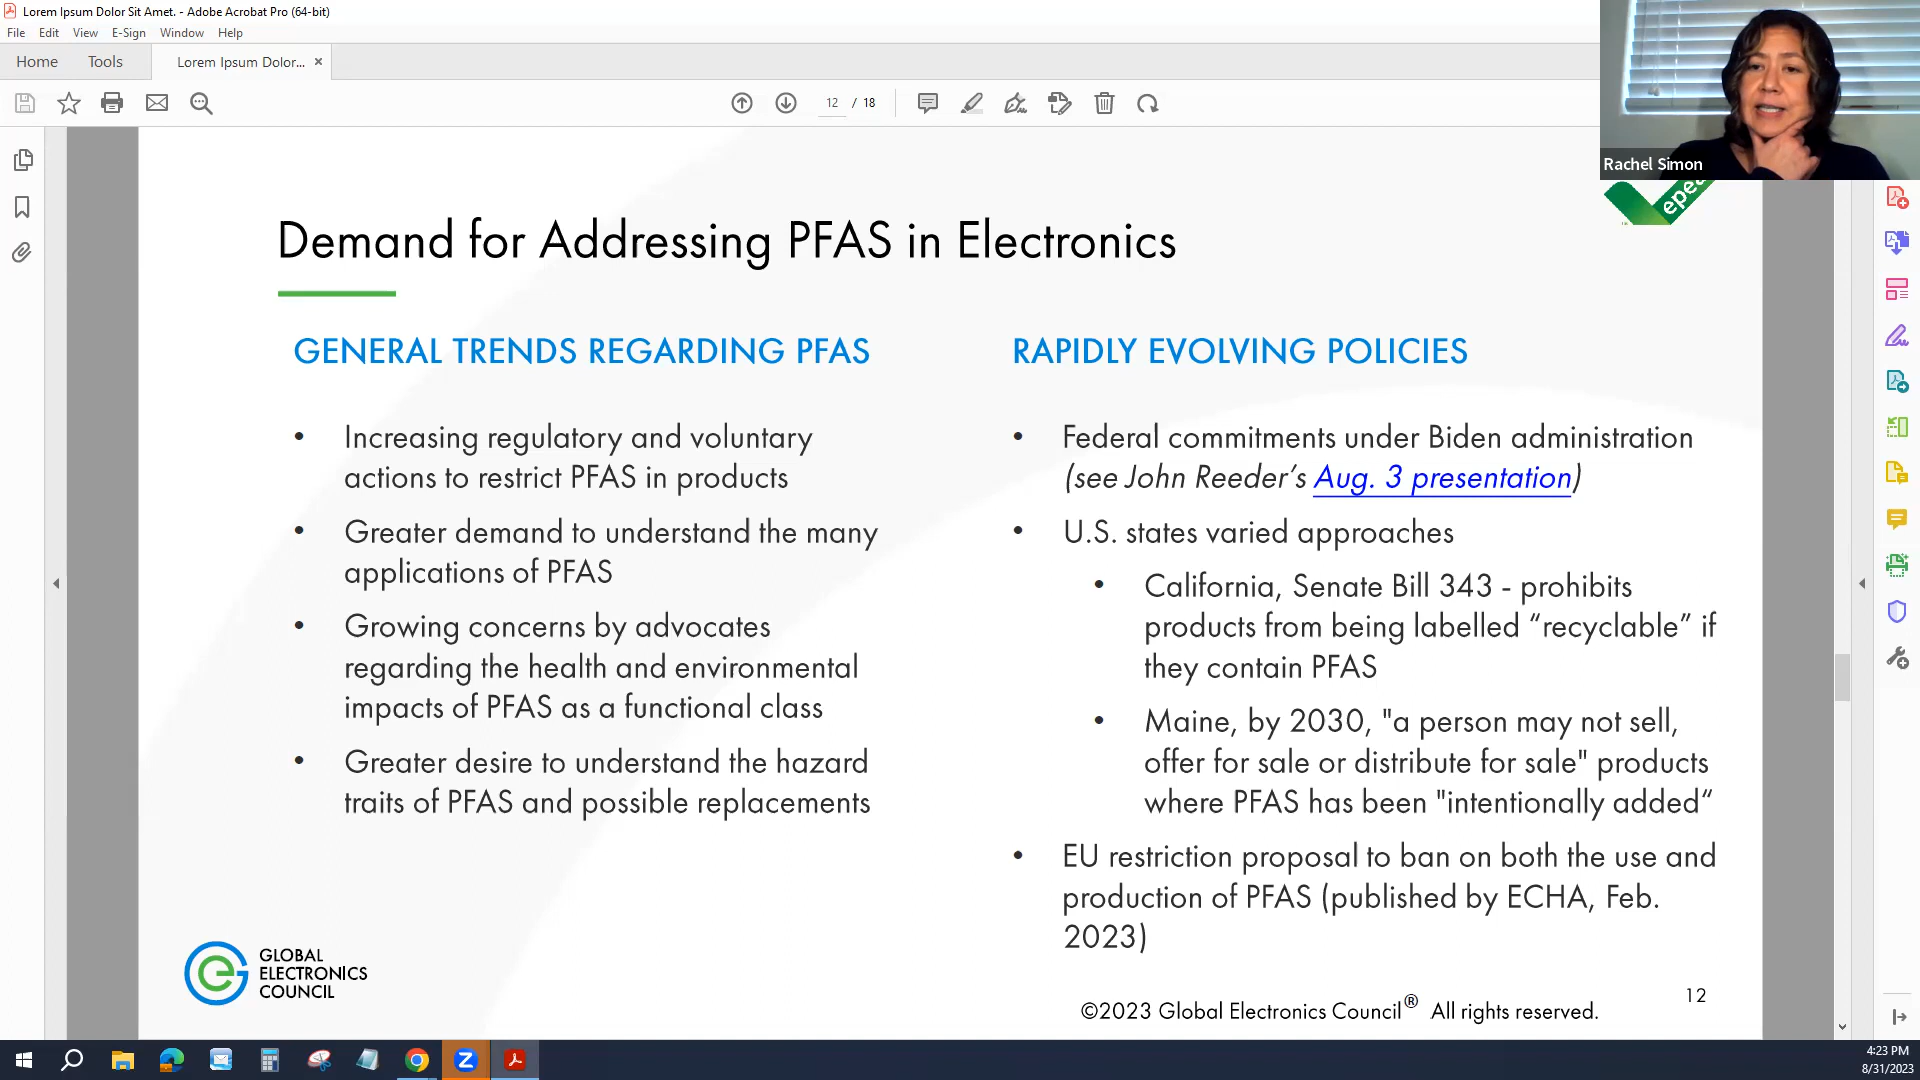 Lorem Ipsum Dolor Sit Amet. - Adobe Acrobat Pro (64-bit)
File Edit View E-Sign Window Help
Home Tools Lorem Ipsum Dolor... ×
12 / 18
Rachel Simon
epea
Demand for Addressing PFAS in Electronics
GENERAL TRENDS REGARDING PFAS
• Increasing regulatory and voluntary
actions to restrict PFAS in products
• Greater demand to understand the many
applications of PFAS
• Growing concerns by advocates
regarding the health and environmental
impacts of PFAS as a functional class
• Greater desire to understand the hazard
traits of PFAS and possible replacements
RAPIDLY EVOLVING POLICIES
• Federal commitments under Biden administration
(see John Reeder’s Aug. 3 presentation)
• U.S. states varied approaches
• California, Senate Bill 343 - prohibits
products from being labelled “recyclable” if
they contain PFAS
• Maine, by 2030, "a person may not sell,
offer for sale or distribute for sale" products
where PFAS has been "intentionally added“
• EU restriction proposal to ban on both the use and
production of PFAS (published by ECHA, Feb.
2023)
GLOBAL
ELECTRONICS
COUNCIL
12
©2023 Global Electronics Council® All rights reserved.
4:23 PM
8/31/2023